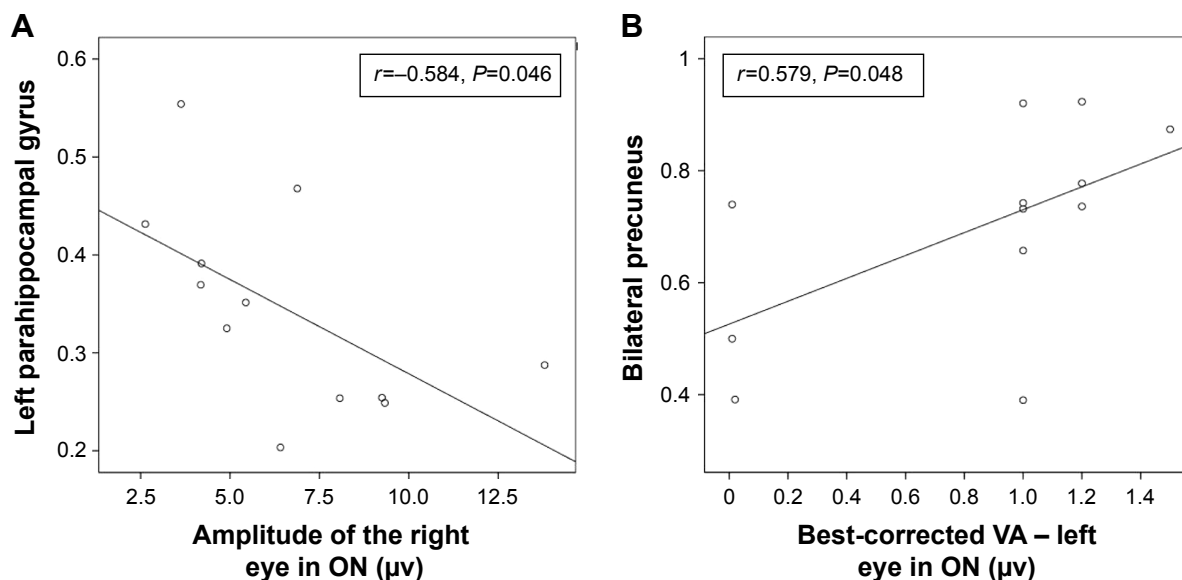 A
r=–0.584, P=0.046
Left parahippocampal gyrus
0.6
0.5
0.4
0.3
0.2
2.5 5.0 7.5 10.0 12.5
Amplitude of the right
eye in ON (μv)
B
r=0.579, P=0.048
Bilateral precuneus
1
0.8
0.6
0.4
0 0.2 0.4 0.6 0.8 1.0 1.2 1.4
Best-corrected VA – left
eye in ON (μv)